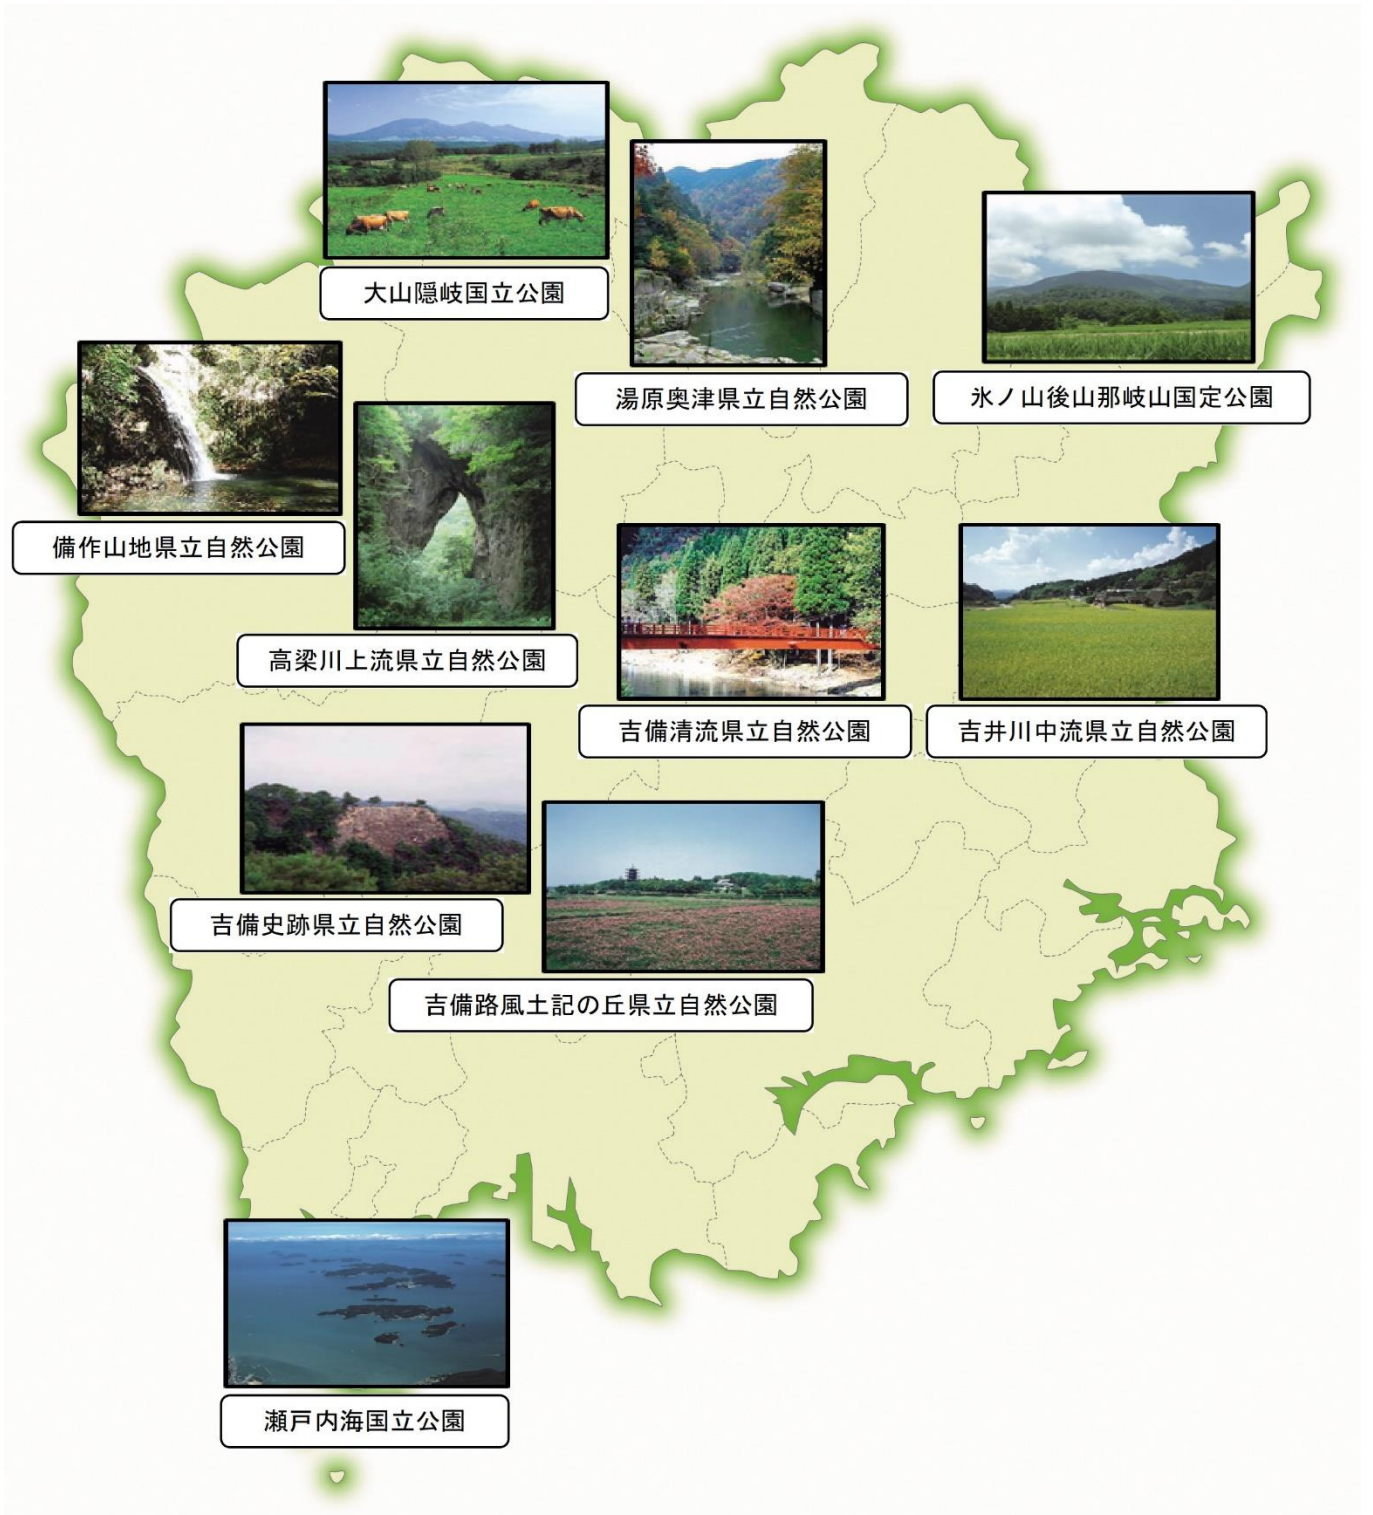 大山隠岐国立公園
湯原奥津県立自然公園
氷ノ山後山那岐山国定公園
備作山地県立自然公園
高梁川上流県立自然公園
吉備清流県立自然公園
吉井川中流県立自然公園
吉備史跡県立自然公園
吉備路風土記の丘県立自然公園
瀬戸内海国立公園